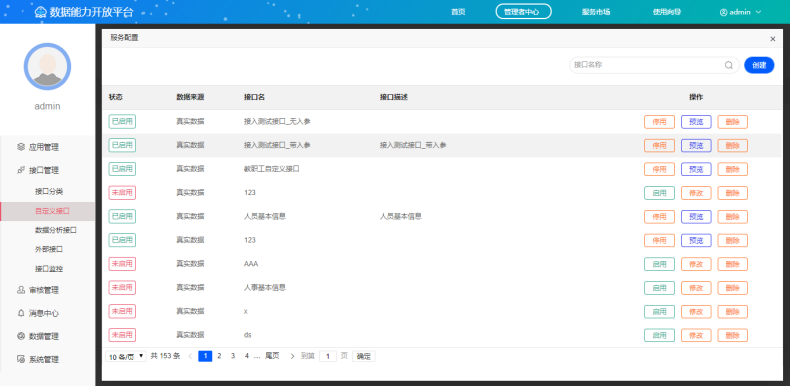 数据能力开放平台 首页 管理者中心 服务市场 使用向导 admin
服务配置 ×
admin
接口名称 创建
状态 数据来源 接口名 接口描述 操作
已启用 真实数据 接入测试接口_无入参 停用 预览 删除
已启用 真实数据 接入测试接口_带入参 接入测试接口_带入参 停用 预览 删除
已启用 真实数据 教职工自定义接口 停用 预览 删除
未启用 真实数据 123 启用 修改 删除
已启用 真实数据 人员基本信息 人员基本信息 停用 预览 删除
已启用 真实数据 123 停用 预览 删除
未启用 真实数据 AAA 启用 修改 删除
未启用 真实数据 人事基本信息 启用 修改 删除
未启用 真实数据 x 启用 修改 删除
未启用 真实数据 ds 启用 修改 删除
10 条/页 共 153 条 1 2 3 4 ... 尾页 到第 1 页 确定
应用管理
接口管理
接口分类
自定义接口
数据分析接口
外部接口
接口监控
审核管理
消息中心
数据管理
系统管理